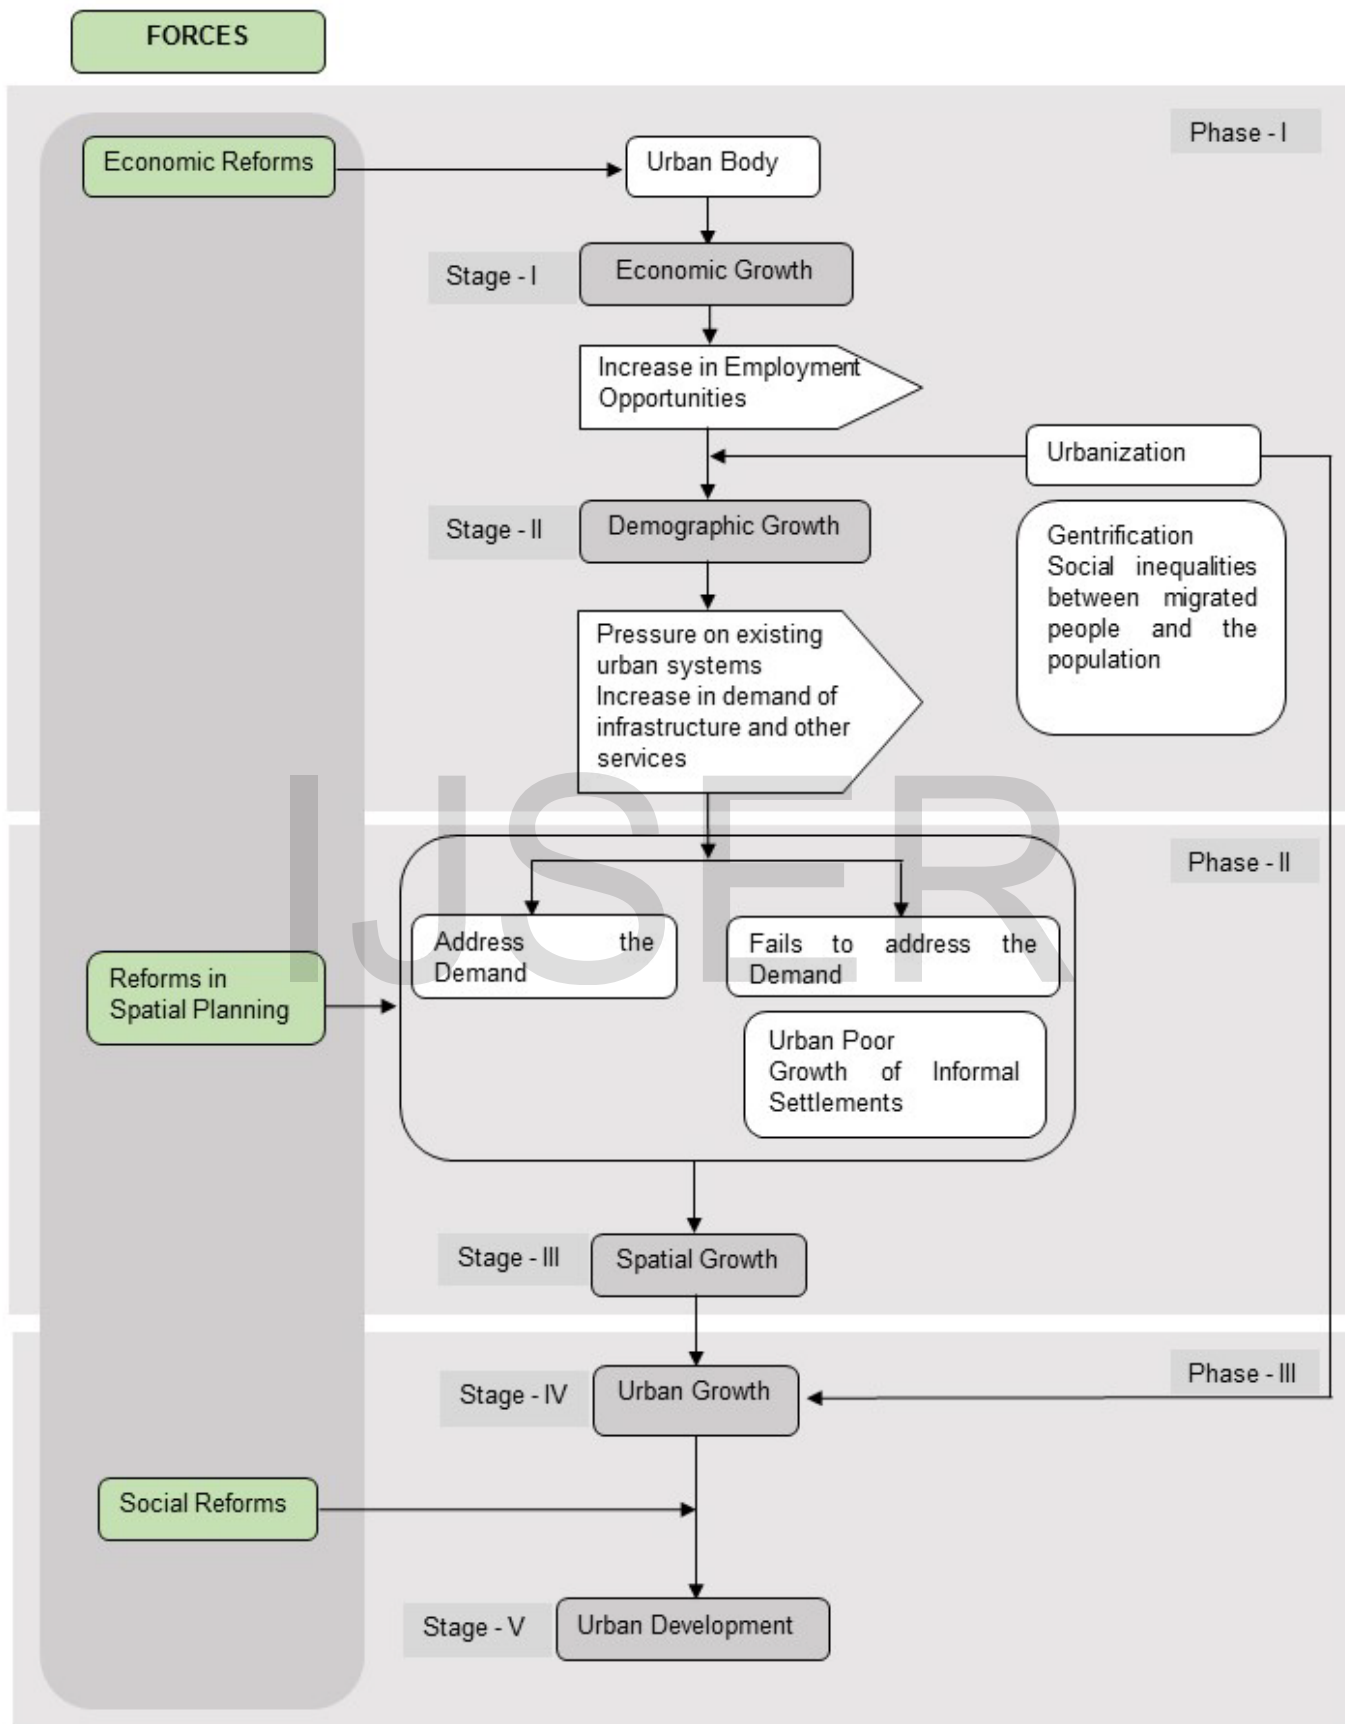 FORCES
Phase - I
Economic Reforms
Urban Body
Stage - I
Economic Growth
Increase in Employment
Opportunities
Urbanization
Stage - II
Demographic Growth
Gentrification
Social inequalities
between migrated
people and the
population
Pressure on existing
urban systems
Increase in demand of
infrastructure and other
services
IJSER
Phase - II
Address the
Demand
Fails to address the
Demand
Reforms in
Spatial Planning
Urban Poor
Growth of Informal
Settlements
Stage - III
Spatial Growth
Phase - III
Stage - IV
Urban Growth
Social Reforms
Stage - V
Urban Development